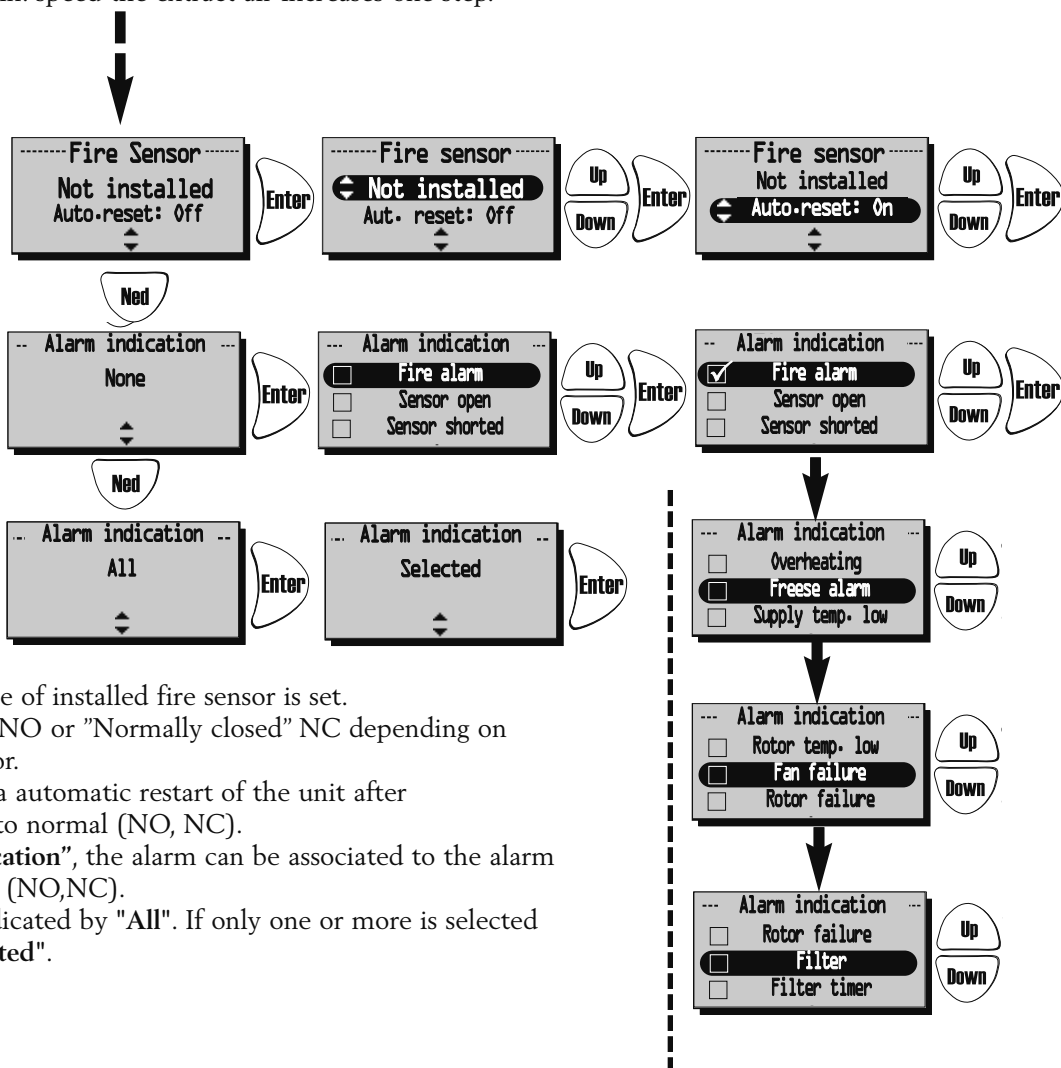 speed the extract air increases one step.
Fire Sensor
Not installed
Auto.reset: Off
Enter
Fire sensor
Not installed
Aut. reset: Off
Up
Down
Enter
Fire sensor
Not installed
Auto.reset: On
Up
Down
Enter
Ned
-- Alarm indication ---
None
Enter
--- Alarm indication ---
Fire alarm
Sensor open
Sensor shorted
Up
Down
Enter
-- Alarm indication ---
Fire alarm
Sensor open
Sensor shorted
Up
Down
Enter
Ned
Alarm indication --
All
Enter
Alarm indication --
Selected
Enter
--- Alarm indication ---
Overheating
Freese alarm
Supply temp. low
Up
Down
--- Alarm indication ---
Rotor temp. low
Fan failure
Rotor failure
Up
Down
--- Alarm indication ---
Rotor failure
Filter
Filter timer
Up
Down
e of installed fire sensor is set.
NO or ”Normally closed” NC depending on
or.
a automatic restart of the unit after
to normal (NO, NC).
cation”, the alarm can be associated to the alarm
(NO,NC).
dicated by "All". If only one or more is selected
ted".